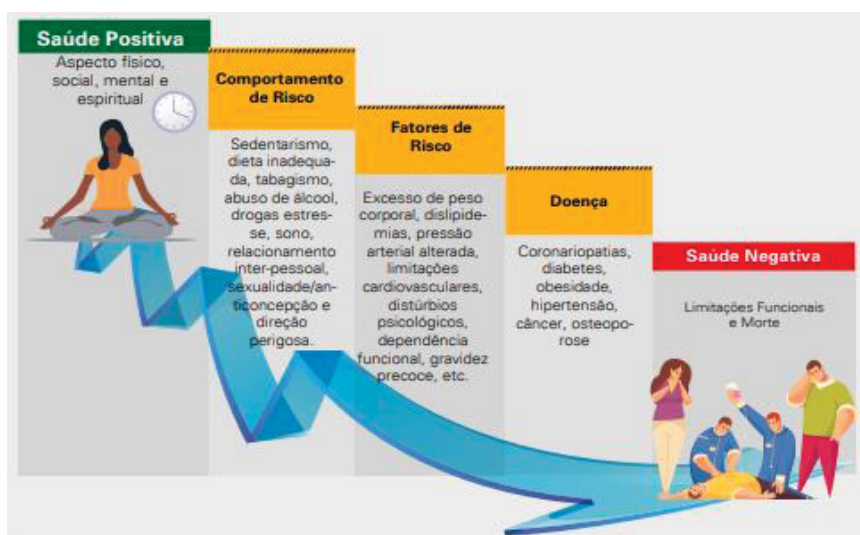 Saúde Positiva
Aspecto físico,
social, mental e
espiritual
Comportamento
de Risco
Sedentarismo,
dieta inadequa-
da, tabagismo,
abuso de álcool,
drogas estres-
se, sono,
relacionamento
inter-pessoal,
sexualidade/an-
ticoncepção e
direção
perigosa.
Fatores de
Risco
Excesso de peso
corporal, dislipide-
mias, pressão
arterial alterada,
limitações
cardiovasculares,
distúrbios
psicológicos,
dependência
funcional, gravidez
precoce, etc.
Doença
Coronariopatias,
diabetes,
obesidade,
hipertensão,
câncer, osteopo-
rose
Saúde Negativa
Limitações Funcionais
e Morte